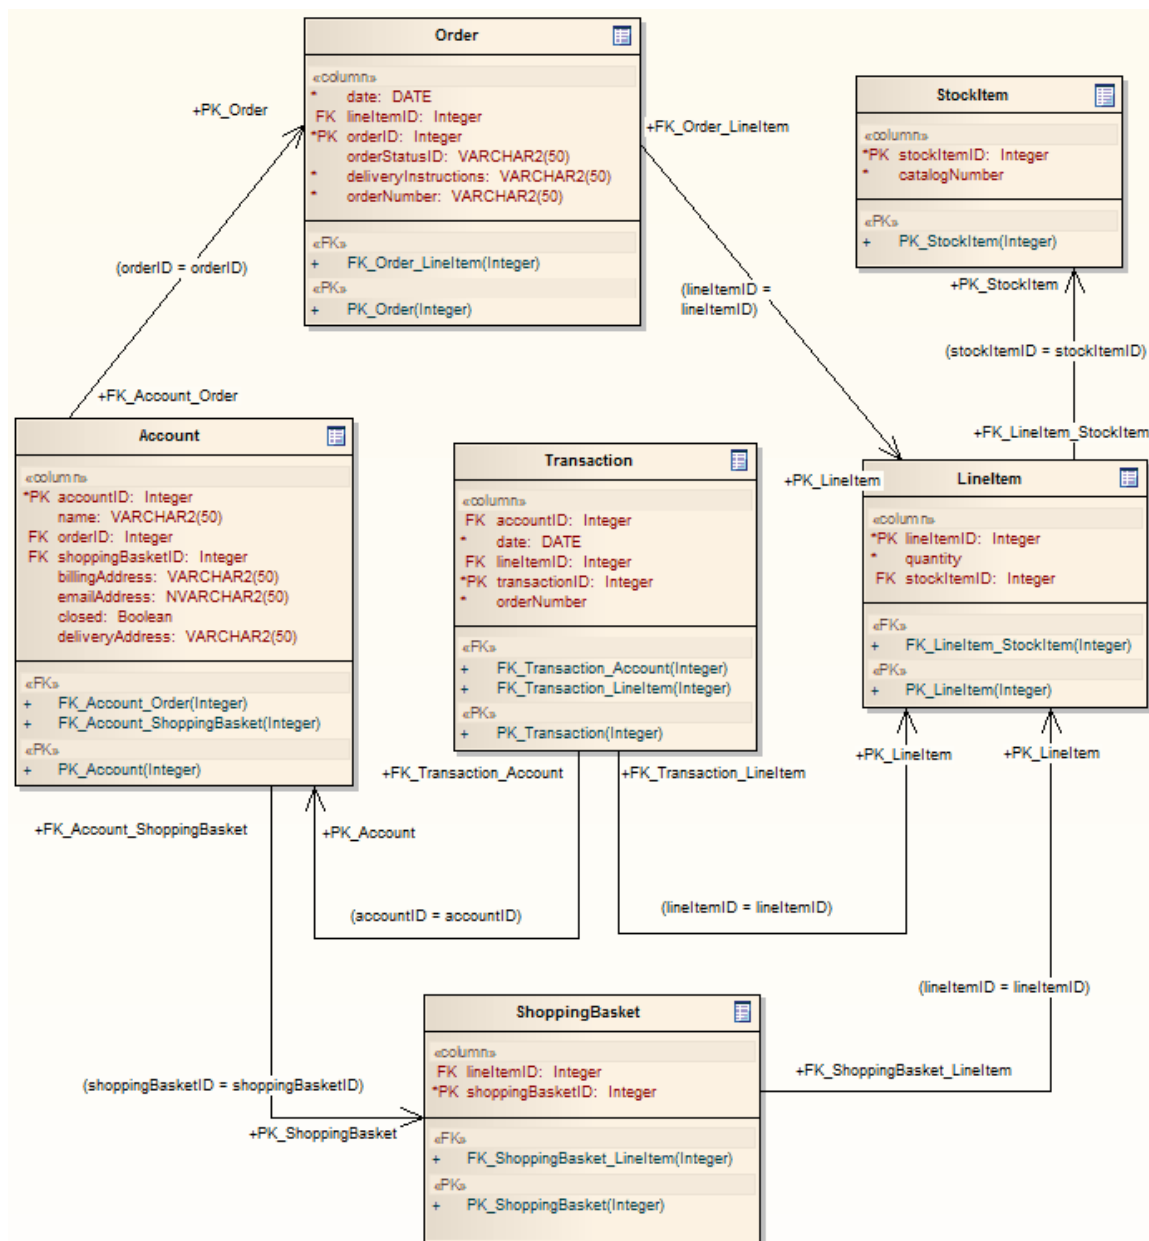 Order
«column»
* date: DATE
FK lineItemID: Integer
*PK orderID: Integer
orderStatusID: VARCHAR2(50)
* deliveryInstructions: VARCHAR2(50)
* orderNumber: VARCHAR2(50)
«FK»
+ FK_Order_LineItem(Integer)
«PK»
+ PK_Order(Integer)
+PK_Order
(orderID = orderID)
+FK_Account_Order
+FK_Order_LineItem
(lineItemID =
lineItemID)
+PK_LineItem
StockItem
«column»
*PK stockItemID: Integer
* catalogNumber
«PK»
+ PK_StockItem(Integer)
+PK_StockItem
(stockItemID = stockItemID)
+FK_LineItem_StockItem
Account
«column»
*PK accountID: Integer
name: VARCHAR2(50)
FK orderID: Integer
FK shoppingBasketID: Integer
billingAddress: VARCHAR2(50)
emailAddress: NVARCHAR2(50)
closed: Boolean
deliveryAddress: VARCHAR2(50)
«FK»
+ FK_Account_Order(Integer)
+ FK_Account_ShoppingBasket(Integer)
«PK»
+ PK_Account(Integer)
Transaction
«column»
FK accountID: Integer
* date: DATE
FK lineItemID: Integer
*PK transactionID: Integer
* orderNumber
«FK»
+ FK_Transaction_Account(Integer)
+ FK_Transaction_LineItem(Integer)
«PK»
+ PK_Transaction(Integer)
LineItem
«column»
*PK lineItemID: Integer
* quantity
FK stockItemID: Integer
«FK»
+ FK_LineItem_StockItem(Integer)
«PK»
+ PK_LineItem(Integer)
+FK_Account_ShoppingBasket
+PK_Account
+FK_Transaction_Account
+FK_Transaction_LineItem
+PK_LineItem
+PK_LineItem
(accountID = accountID)
(lineItemID = lineItemID)
(lineItemID = lineItemID)
(shoppingBasketID = shoppingBasketID)
+PK_ShoppingBasket
ShoppingBasket
«column»
FK lineItemID: Integer
*PK shoppingBasketID: Integer
«FK»
+ FK_ShoppingBasket_LineItem(Integer)
«PK»
+ PK_ShoppingBasket(Integer)
+FK_ShoppingBasket_LineItem